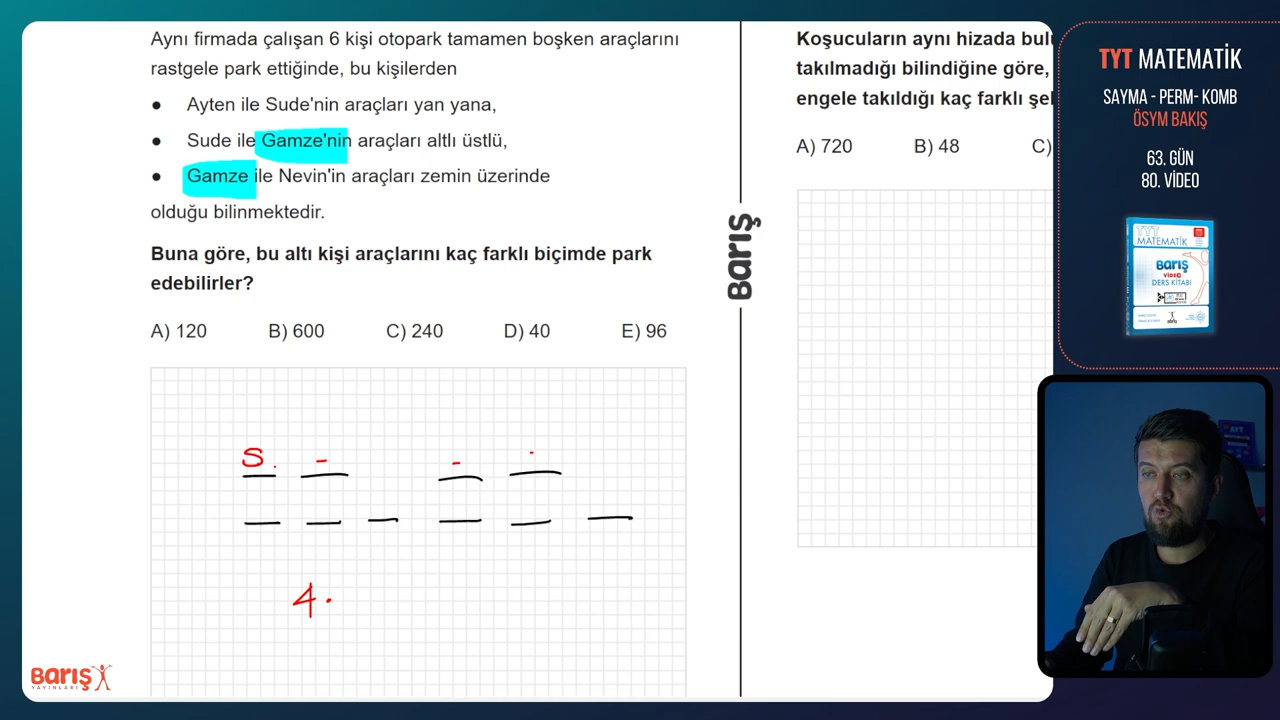 Aynı firmada çalışan 6 kişi otopark tamamen boşken araçlarını
rastgele park ettiğinde, bu kişilerden
● Ayten ile Sude'nin araçları yan yana,
● Sude ile Gamze'nin araçları altlı üstlü,
● Gamze ile Nevin'in araçları zemin üzerinde
olduğu bilinmektedir.
Buna göre, bu altı kişi araçlarını kaç farklı biçimde park
edebilirler?
A) 120 B) 600 C) 240 D) 40 E) 96
S.
4.
BARIŞ
YAYINLARI
Barış
Koşucuların aynı hizada bul
takılmadığı bilindiğine göre,
engele takıldığı kaç farklı şe
A) 720 B) 48 C)
TYT MATEMATİK
SAYMA - PERM- KOMB
ÖSYM BAKIŞ
63. GÜN
80. VİDEO
TYT
MATEMATİK
BARIŞ
VİDEO
DERS KİTABI